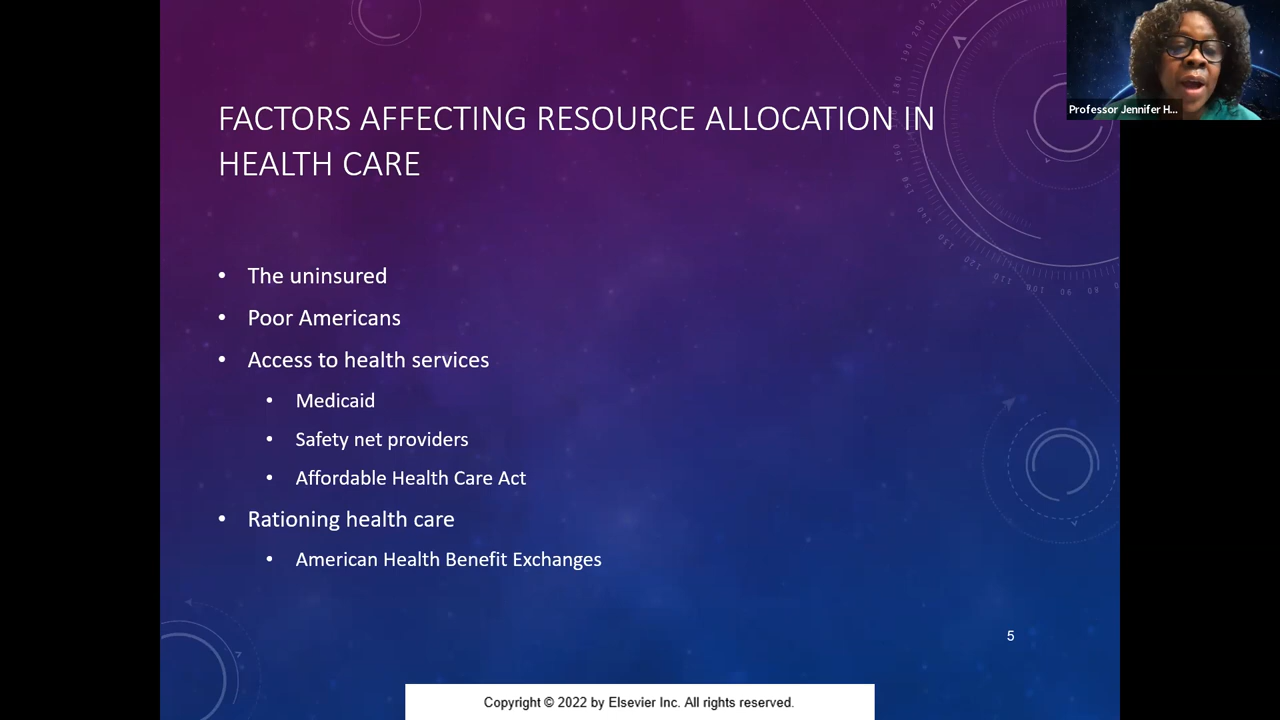 Professor Jennifer H...
FACTORS AFFECTING RESOURCE ALLOCATION IN
HEALTH CARE
• The uninsured
• Poor Americans
• Access to health services
• Medicaid
• Safety net providers
• Affordable Health Care Act
• Rationing health care
• American Health Benefit Exchanges
5
Copyright © 2022 by Elsevier Inc. All rights reserved.